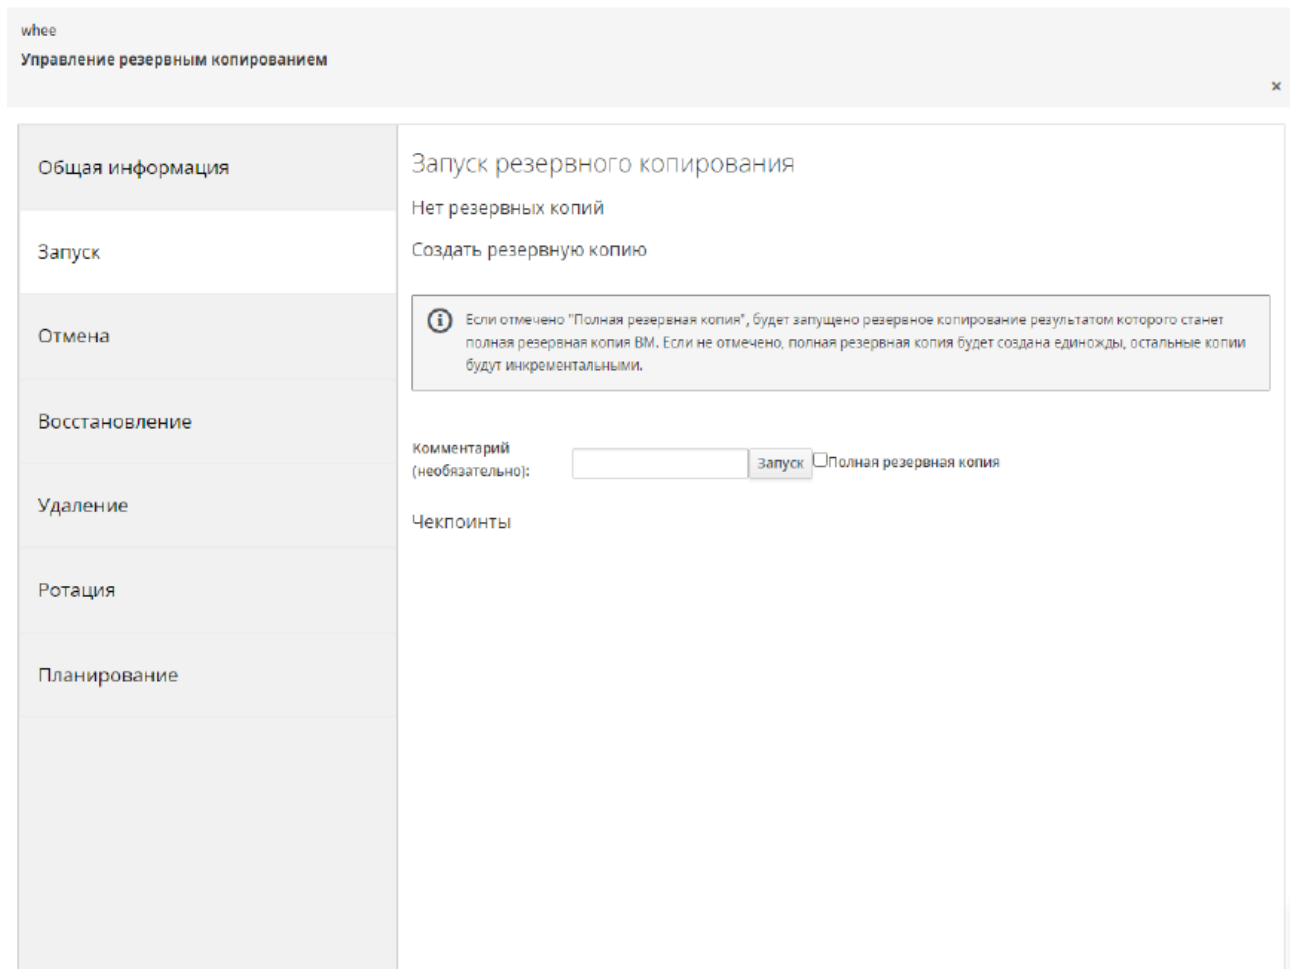 whee
Управление резервным копированием
×
Общая информация
Запуск
Отмена
Восстановление
Удаление
Ротация
Планирование
Запуск резервного копирования
Нет резервных копий
Создать резервную копию
Если отмечено "Полная резервная копия", будет запущено резервное копирование результатом которого станет
полная резервная копия ВМ. Если не отмечено, полная резервная копия будет создана единожды, остальные копии
будут инкрементальными.
Комментарий
(необязательно):
Запуск Полная резервная копия
Чекпоинты